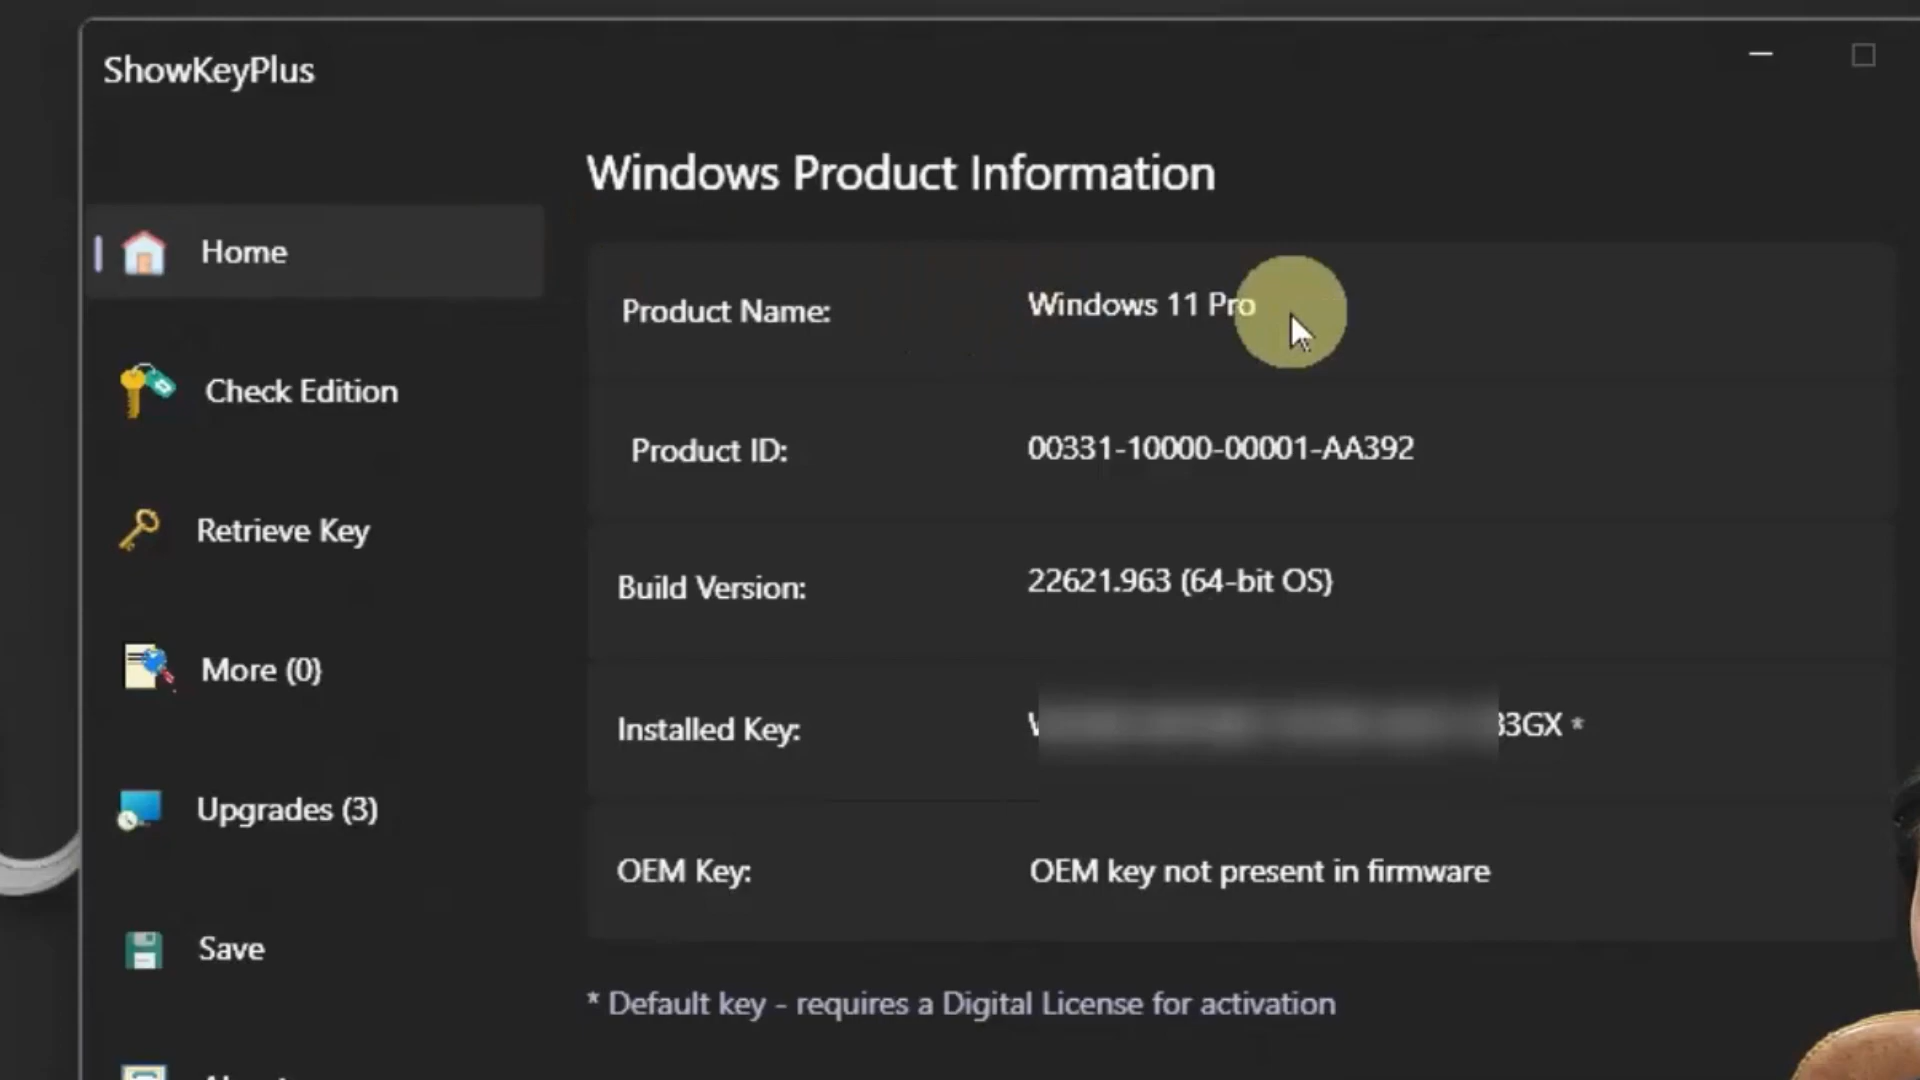 ShowKeyPlus
Windows Product Information
Home
Product Name:
Windows 11 Pro
Check Edition
Product ID:
00331-10000-00001-AA392
Retrieve Key
Build Version:
22621.963 (64-bit OS)
More (0)
Installed Key:
3GX *
Upgrades (3)
OEM Key:
OEM key not present in firmware
Save
* Default key - requires a Digital License for activation